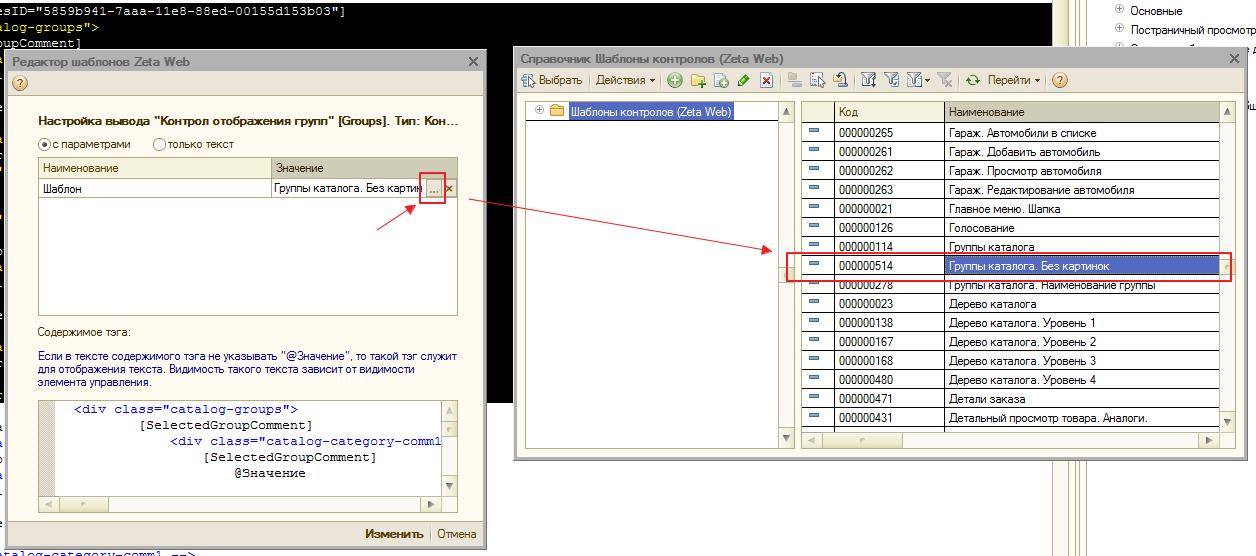 esID="5859b941-7aaa-11e8-88ed-00155d153b03"]
alog-groups">
oupComment]
Основные
Постраничный просмотр
Редактор шаблонов Zeta Web
Настройка вывода "Контрол отображения групп" [Groups]. Тип: Кон...
с параметрами
только текст
Наименование
Значение
Шаблон
Группы каталога. Без картин
...
Содержимое тэга:
Если в тексте содержимого тэга не указывать "@Значение", то такой тэг служит
для отображения текста. Видимость такого текста зависит от видимости
элемента управления.
<div class="catalog-groups">
[SelectedGroupComment]
<div class="catalog-category-comm1
[SelectedGroupComment]
@Значение
Изменить
Отмена
atalog-category-comm1 -->
Справочник Шаблоны контролов (Zeta Web)
Выбрать
Действия
Перейти
Шаблоны контролов (Zeta Web)
Код Наименование
000000265 Гараж. Автомобили в списке
000000261 Гараж. Добавить автомобиль
000000262 Гараж. Просмотр автомобиля
000000263 Гараж. Редактирование автомобиля
000000021 Главное меню. Шапка
000000126 Голосование
000000114 Группы каталога
000000514 Группы каталога. Без картинок
000000278 Группы каталога. Наименование группы
000000023 Дерево каталога
000000138 Дерево каталога. Уровень 1
000000167 Дерево каталога. Уровень 2
000000168 Дерево каталога. Уровень 3
000000480 Дерево каталога. Уровень 4
000000471 Детали заказа
000000431 Детальный просмотр товара. Аналоги.